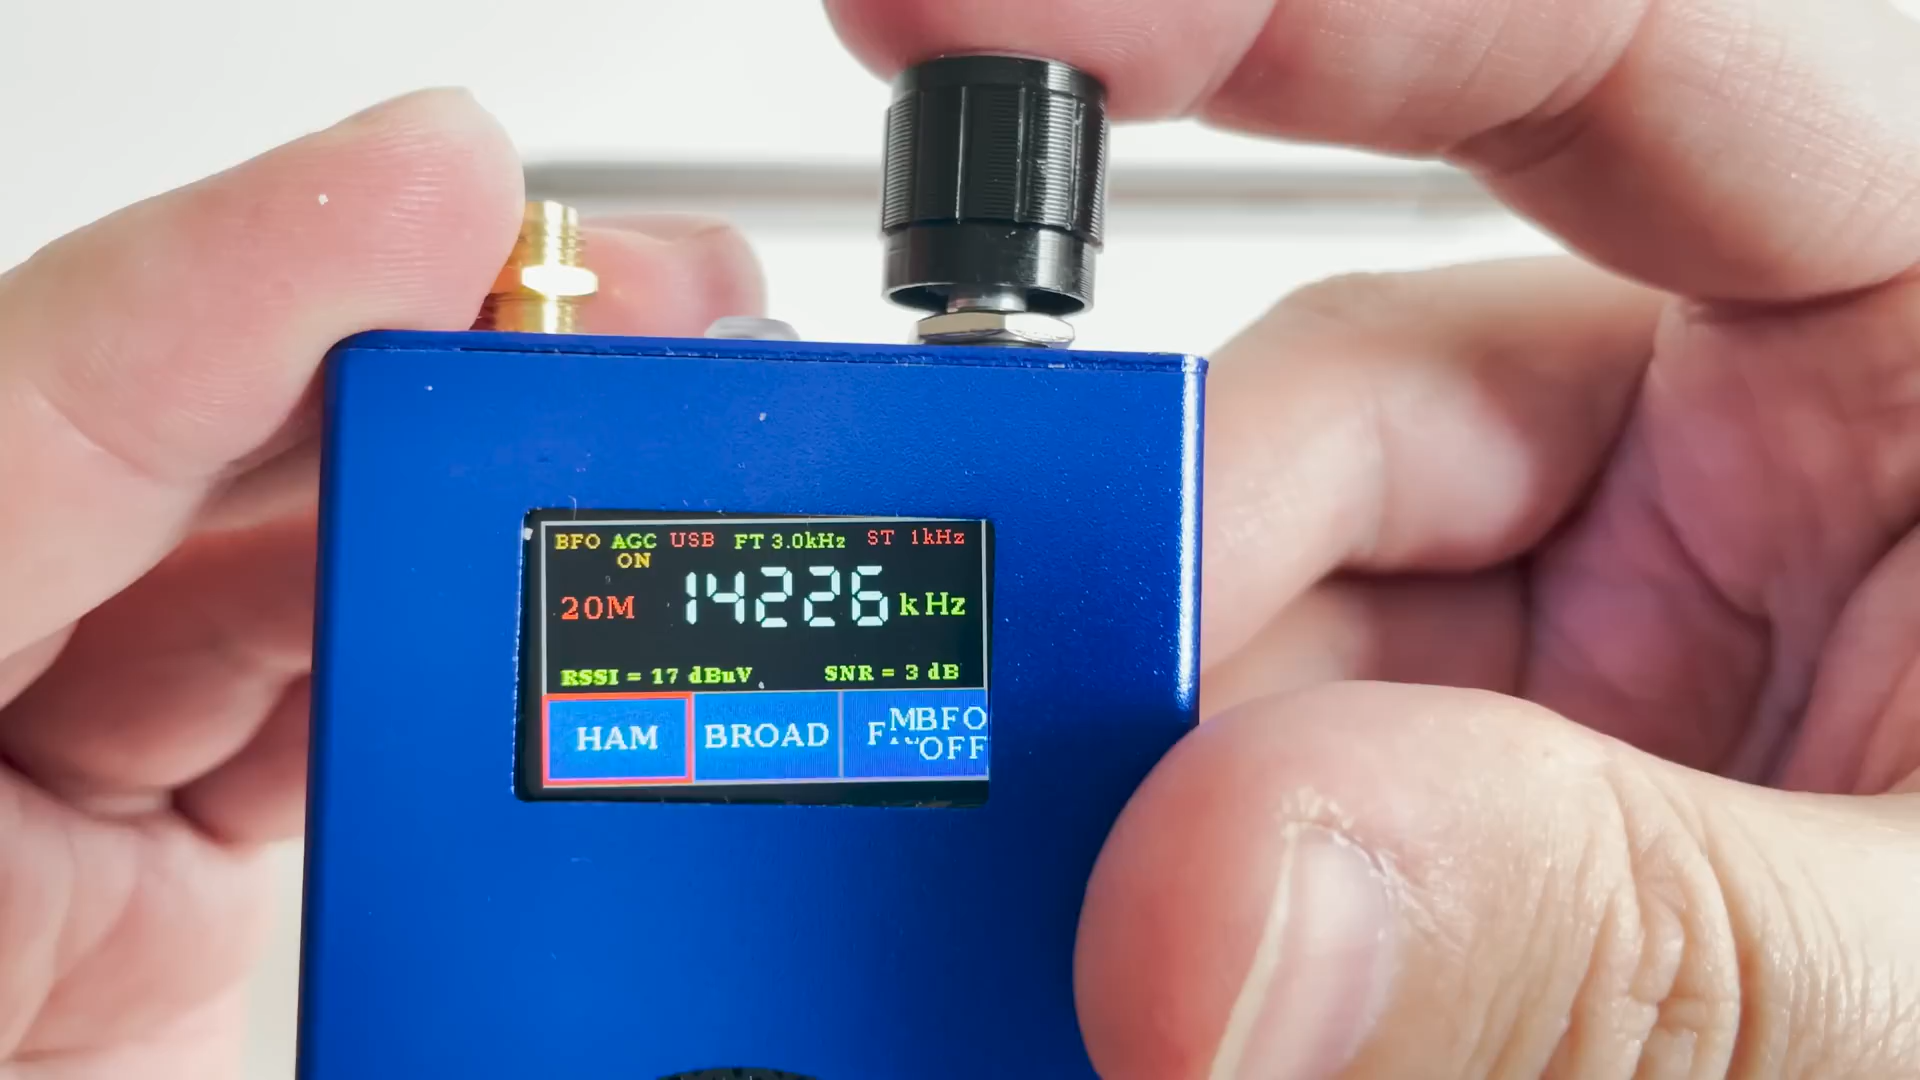 BFO AGC USB FT 3.0kHz ST 1kHz
ON
20M 14226 kHz
RSSI = 17 dBuV SNR = 3 dB
HAM BROAD MBFO
OFF